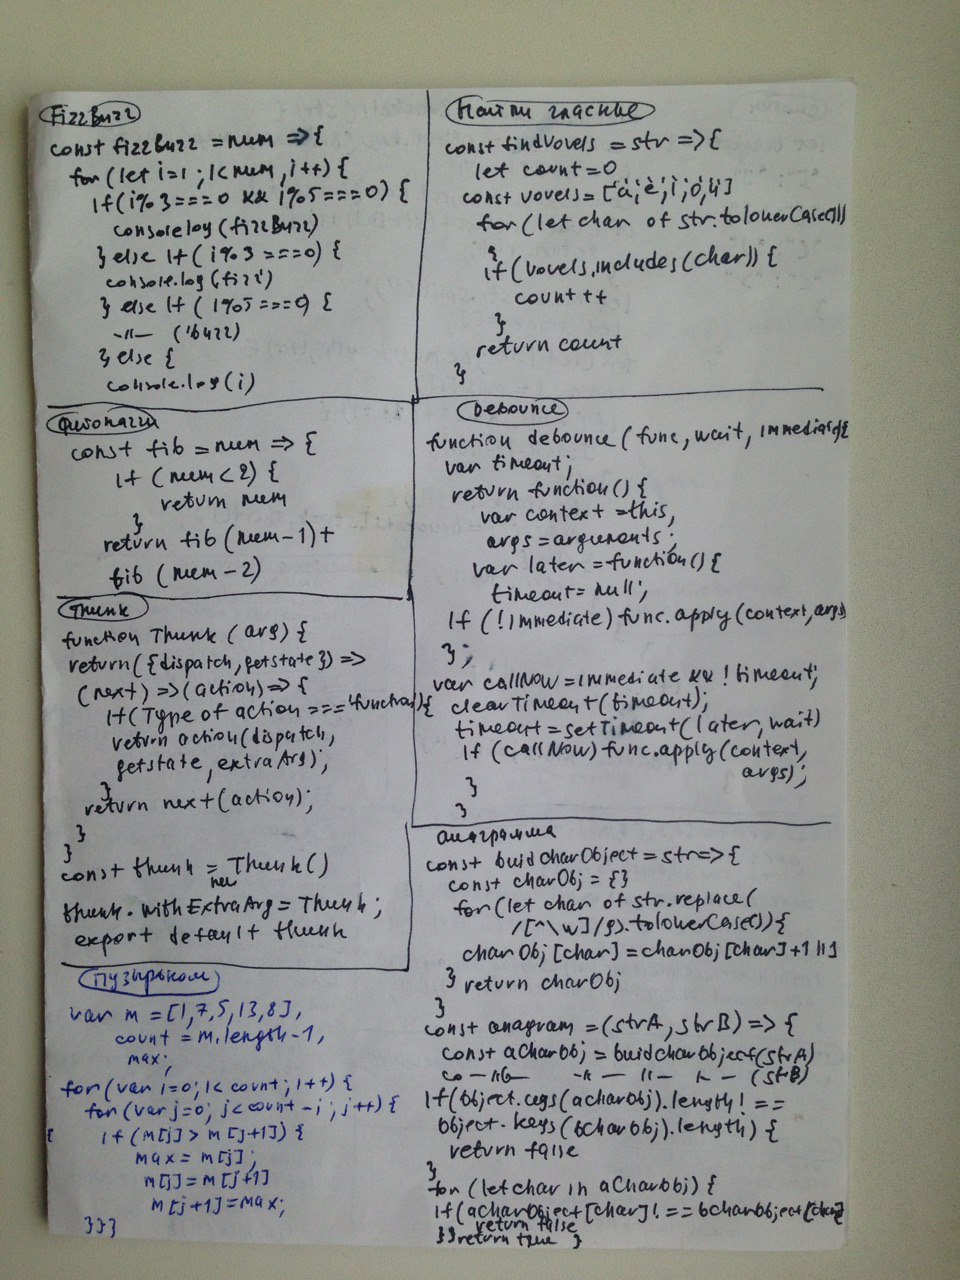 FizzBuzz
const fizzBuzz = num => {
for (let i=1 ; i<num, i++) {
if(i%3===0 && i%5===0) {
console log (fizzBuzz)
} else if (i%3 ===0) {
console.log (fizz')
} else if ( i%5 ===0) {
-11- ('buzz)
} else {
console.log (i)
Фибоначчи
const fib = num => {
if (num<2) {
return num
}
return fib (num-1)+
fib (num-2)
Thunk
function Thunk (arg) {
return({dispatch, getstate}) =>
(next) => (action) => {
if(Type of action === 'function'){
return action(dispatch,
getstate, extraArg);
}
return next(action);
}
}
const thunk = Thunk()
thunk. withExtraArg = Thunk;
export default thunk
Пузырьком
var m = [1,7,5,13,8],
count = m.length-1,
max;
for (var i=0; i< count; i++) {
for (var j=0; j<count -i; j++) {
if (m[j] > m[j+1]) {
max = m[j];
m[j] = m[j+1]
m[j+1] = max;
}}}
Найти гласные
const findVovels = str => {
let count=0
const vovels = ['a','e','i','o','u']
for (let char of str.tolowerCase())
{
if (vovels.includes(char)) {
count ++
}
return count
}
Debounce
function debounce (func, wait, immediate){
var timeout;
return function() {
var context = this,
args = arguments;
var later = function() {
timeout = null;
if (!immediate) func.apply(context, args)
};
var callNow = immediate && ! timeout;
clearTimeout (timeout);
timeout = setTimeout (later, wait)
if (callNow) func.apply (context,
args);
}
}
анаграмма
const buid charObject = str=> {
const charObj = {}
for (let char of str.replace(
/[^\w]/g).tolowerCase()){
charObj [char] = charObj [char] +1 ||1
} return charObj
}
const anagram = (strA, strB) => {
const aCharObj = buidcharObject(strA)
(strB)
if(Object.cegs (acharobj).length! ==
Object. keys (bCharObj).length) {
return false
}
for (let char in aCharObj) {
if (acharObject [char]! == bcharObject [char]{
return false
}} return true }